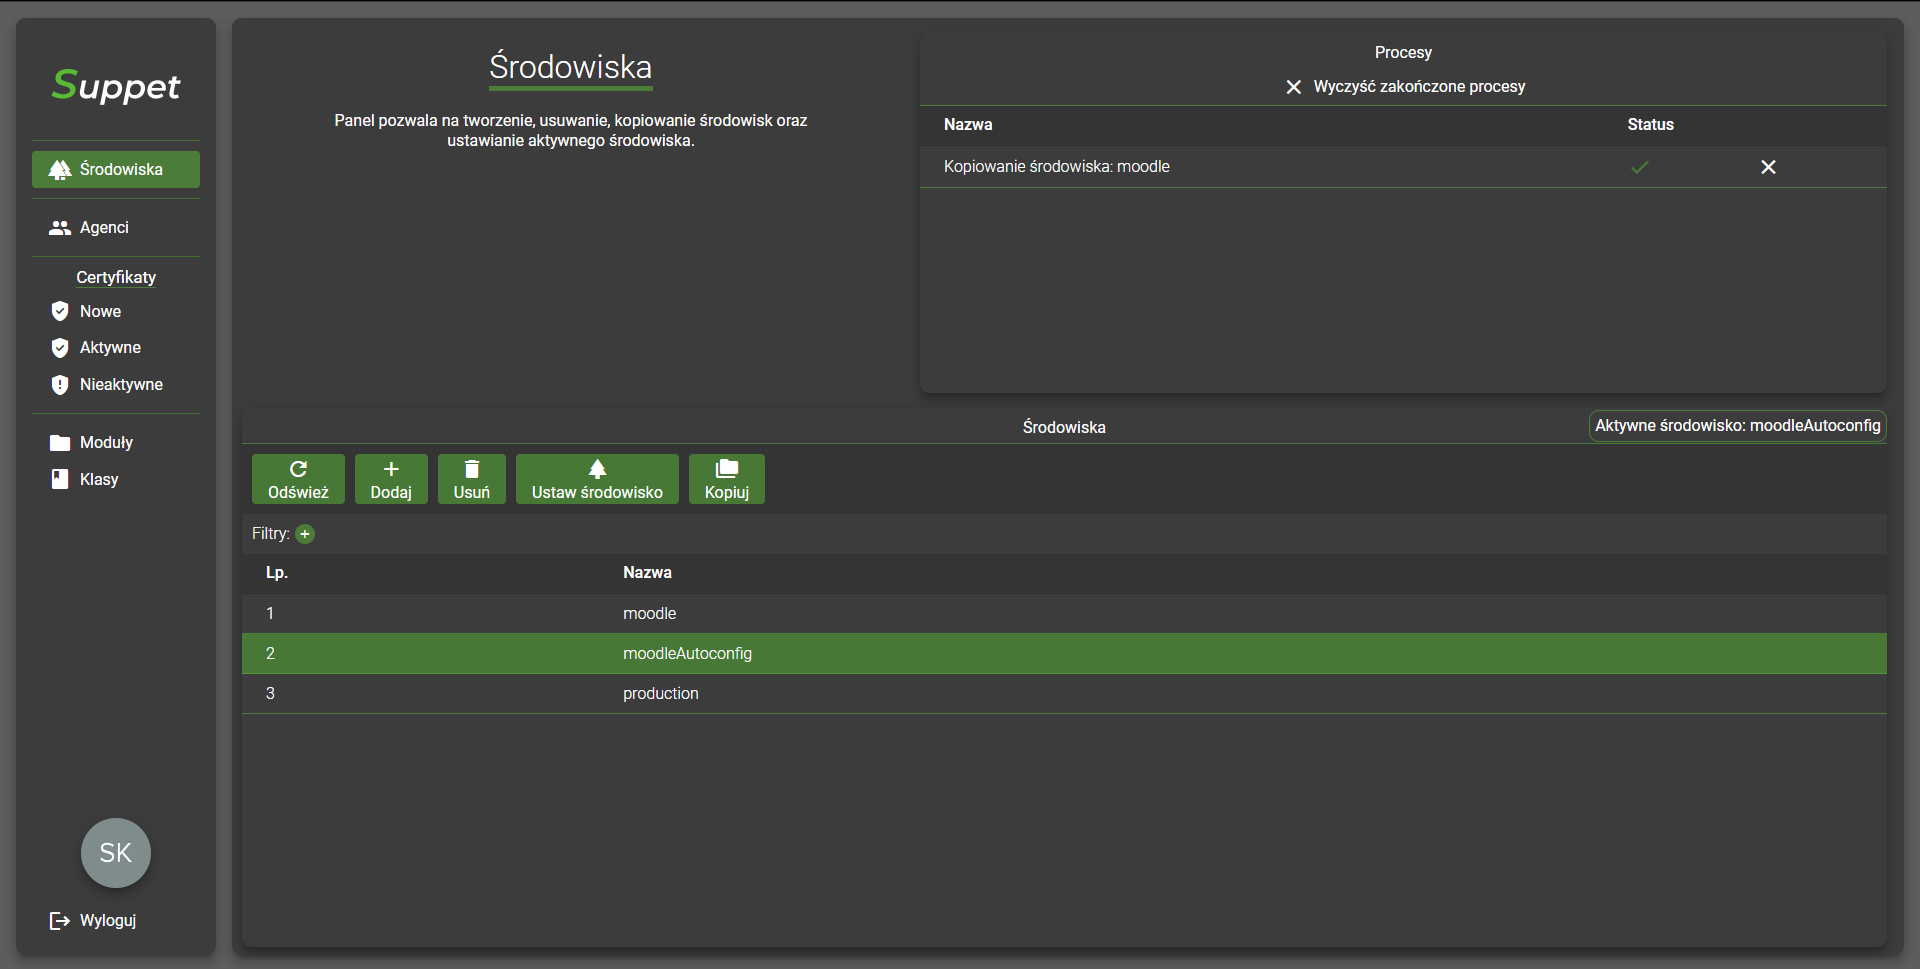 Suppet
Środowiska
Agenci
Certyfikaty
Nowe
Aktywne
Nieaktywne
Moduły
Klasy
SK
Wyloguj
Środowiska
Panel pozwala na tworzenie, usuwanie, kopiowanie środowisk oraz
ustawianie aktywnego środowiska.
Procesy
Wyczyść zakończone procesy
Nazwa Status
Kopiowanie środowiska: moodle
Środowiska
Aktywne środowisko: moodleAutoconfig
Odśwież Dodaj Usuń Ustaw środowisko Kopiuj
Filtry:
Lp. Nazwa
1 moodle
2 moodleAutoconfig
3 production